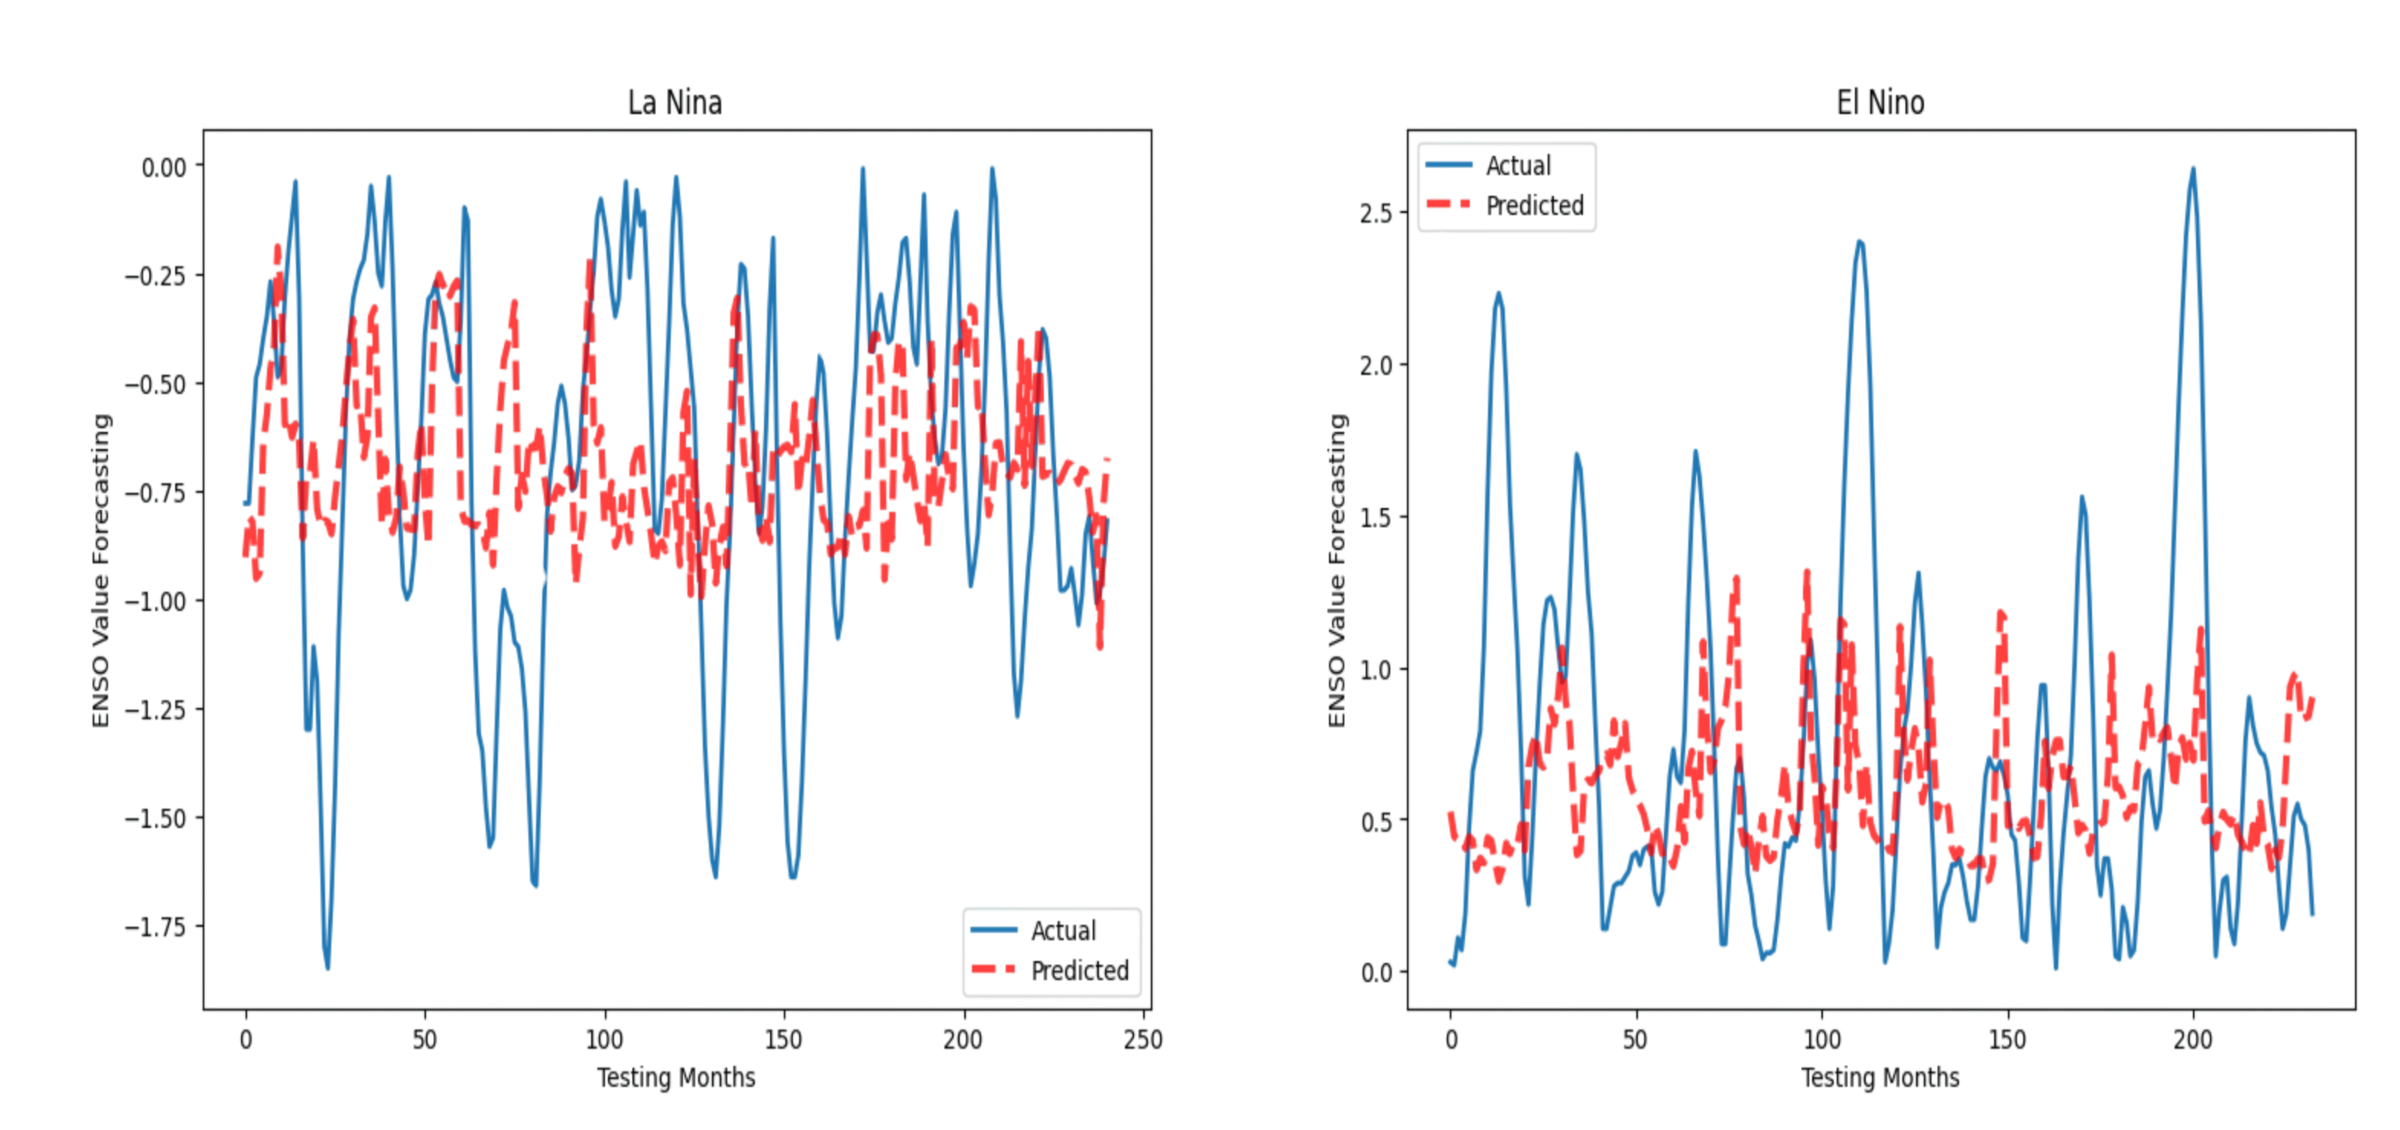 La Nina
ENSO Value Forecasting
0.00
−0.25
−0.50
−0.75
−1.00
−1.25
−1.50
−1.75
Actual
Predicted
0 50 100 150 200 250
Testing Months
El Nino
Actual
Predicted
ENSO Value Forecasting
2.5
2.0
1.5
1.0
0.5
0.0
0 50 100 150 200
Testing Months